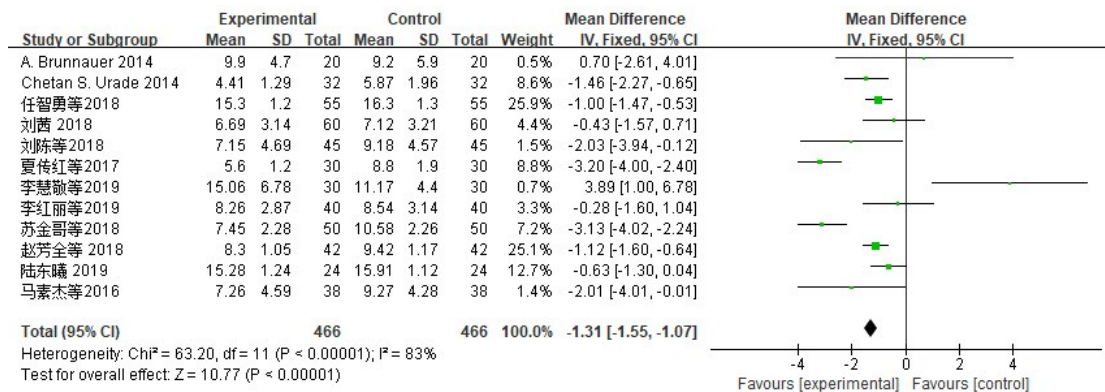 Experimental Control Mean Difference Mean Difference
Study or Subgroup Mean SD Total Mean SD Total Weight IV, Fixed, 95% CI IV, Fixed, 95% CI
A. Brunnauer 2014 9.9 4.7 20 9.2 5.9 20 0.5% 0.70 [-2.61, 4.01]
Chetan S. Urade 2014 4.41 1.29 32 5.87 1.96 32 8.6% -1.46 [-2.27, -0.65]
任智勇等2018 15.3 1.2 55 16.3 1.3 55 25.9% -1.00 [-1.47, -0.53]
刘茜 2018 6.69 3.14 60 7.12 3.21 60 4.4% -0.43 [-1.57, 0.71]
刘陈等2018 7.15 4.69 45 9.18 4.57 45 1.5% -2.03 [-3.94, -0.12]
夏传红等2017 5.6 1.2 30 8.8 1.9 30 8.8% -3.20 [-4.00, -2.40]
李慧敬等2019 15.06 6.78 30 11.17 4.4 30 0.7% 3.89 [1.00, 6.78]
李红丽等2019 8.26 2.87 40 8.54 3.14 40 3.3% -0.28 [-1.60, 1.04]
苏金哥等2018 7.45 2.28 50 10.58 2.26 50 7.2% -3.13 [-4.02, -2.24]
赵芳全等 2018 8.3 1.05 42 9.42 1.17 42 25.1% -1.12 [-1.60, -0.64]
陆东曦 2019 15.28 1.24 24 15.91 1.12 24 12.7% -0.63 [-1.30, 0.04]
马素杰等2016 7.26 4.59 38 9.27 4.28 38 1.4% -2.01 [-4.01, -0.01]
Total (95% CI) 466 466 100.0% -1.31 [-1.55, -1.07]
Heterogeneity: Chi² = 63.20, df = 11 (P < 0.00001); I² = 83%
Test for overall effect: Z = 10.77 (P < 0.00001)
-4 -2 0 2 4
Favours [experimental] Favours [control]